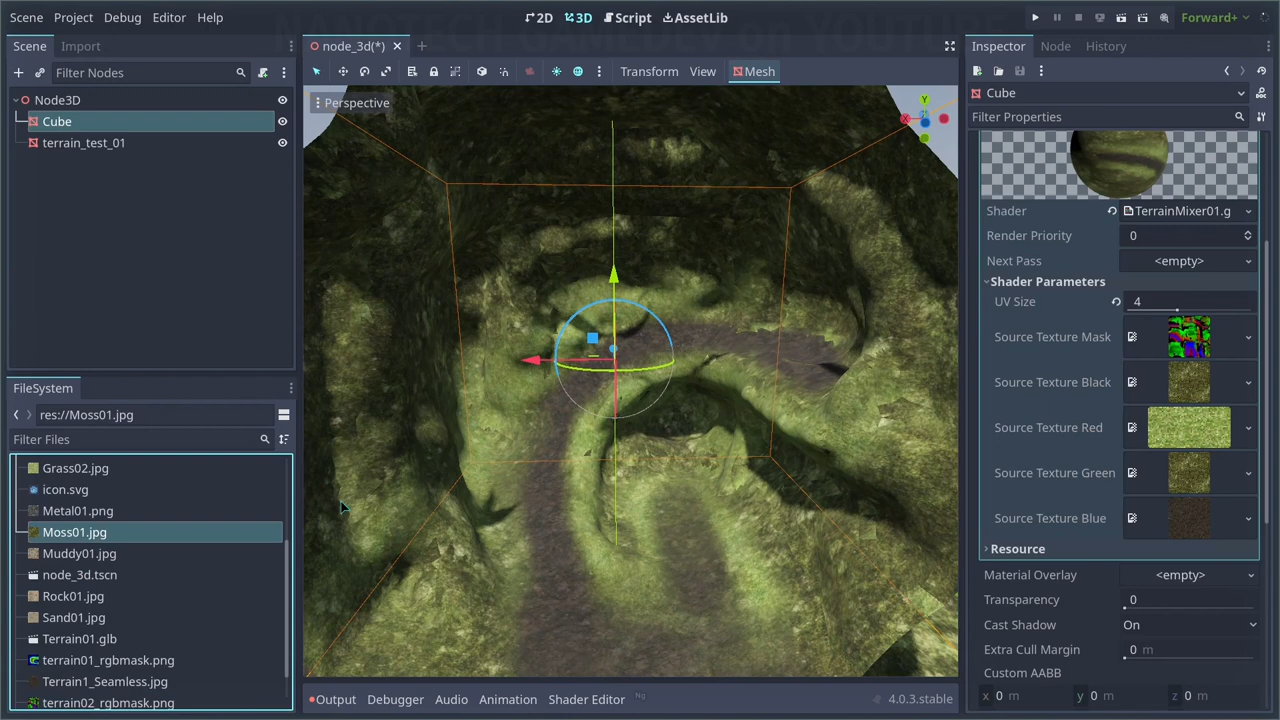 Scene Project Debug Editor Help
2D 3D Script AssetLib
Forward+
Scene Import
Filter Nodes
Node3D
Cube
terrain_test_01
FileSystem
res://Moss01.jpg
Filter Files
Grass02.jpg
icon.svg
Metal01.png
Moss01.jpg
Muddy01.jpg
node_3d.tscn
Rock01.jpg
Sand01.jpg
Terrain01.glb
terrain01_rgbmask.png
Terrain1_Seamless.jpg
terrain02_rgbmask.png
node_3d(*)
Transform View Mesh
Perspective
Y
X
Output Debugger Audio Animation Shader Editor
4.0.3.stable
Inspector Node History
Cube
Filter Properties
Shader TerrainMixer01.g
Render Priority 0
Next Pass <empty>
Shader Parameters
UV Size 4
Source Texture Mask
Source Texture Black
Source Texture Red
Source Texture Green
Source Texture Blue
Resource
Material Overlay <empty>
Transparency 0
Cast Shadow On
Extra Cull Margin 0 m
Custom AABB
x 0 m y 0 m z 0 m